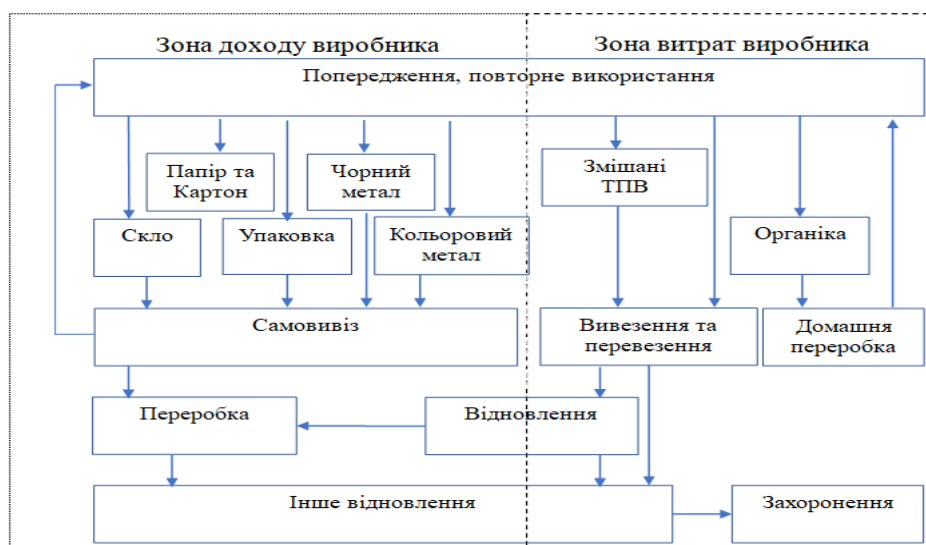 Зона доходу виробника
Зона витрат виробника
Попередження, повторне використання
Папір та
Картон
Чорний
метал
Змішані
ТПВ
Скло
Упаковка
Кольоровий
метал
Органіка
Самовивіз
Вивезення та
перевезення
Домашня
переробка
Переробка
Відновлення
Інше відновлення
Захоронення